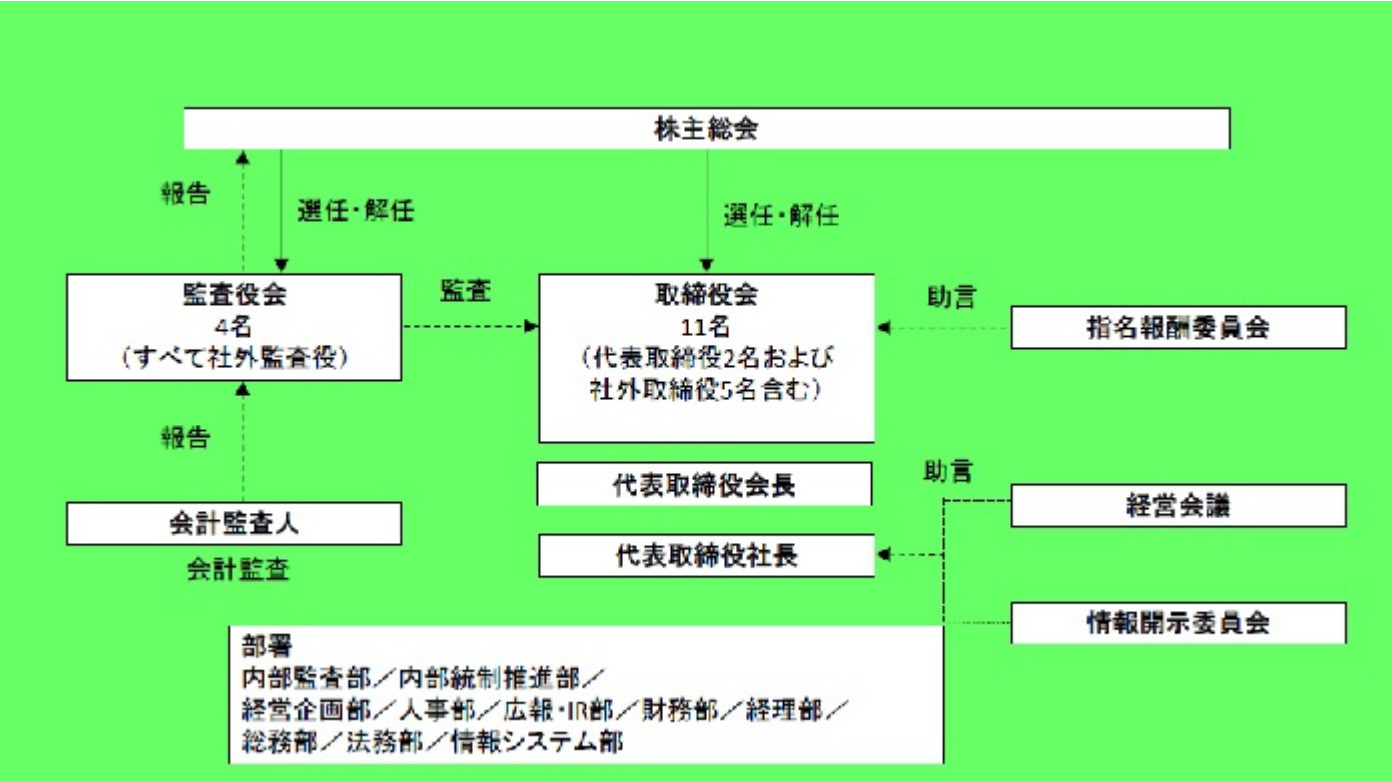 株主総会
報告
選任・解任
選任・解任
監査役会
4名
（すべて社外監査役）
監査
取締役会
11名
（代表取締役2名および
社外取締役5名含む）
助言
指名報酬委員会
報告
代表取締役会長
助言
経営会議
会計監査人
会計監査
代表取締役社長
情報開示委員会
部署
内部監査部／内部統制推進部／
経営企画部／人事部／広報・IR部／財務部／経理部／
総務部／法務部／情報システム部